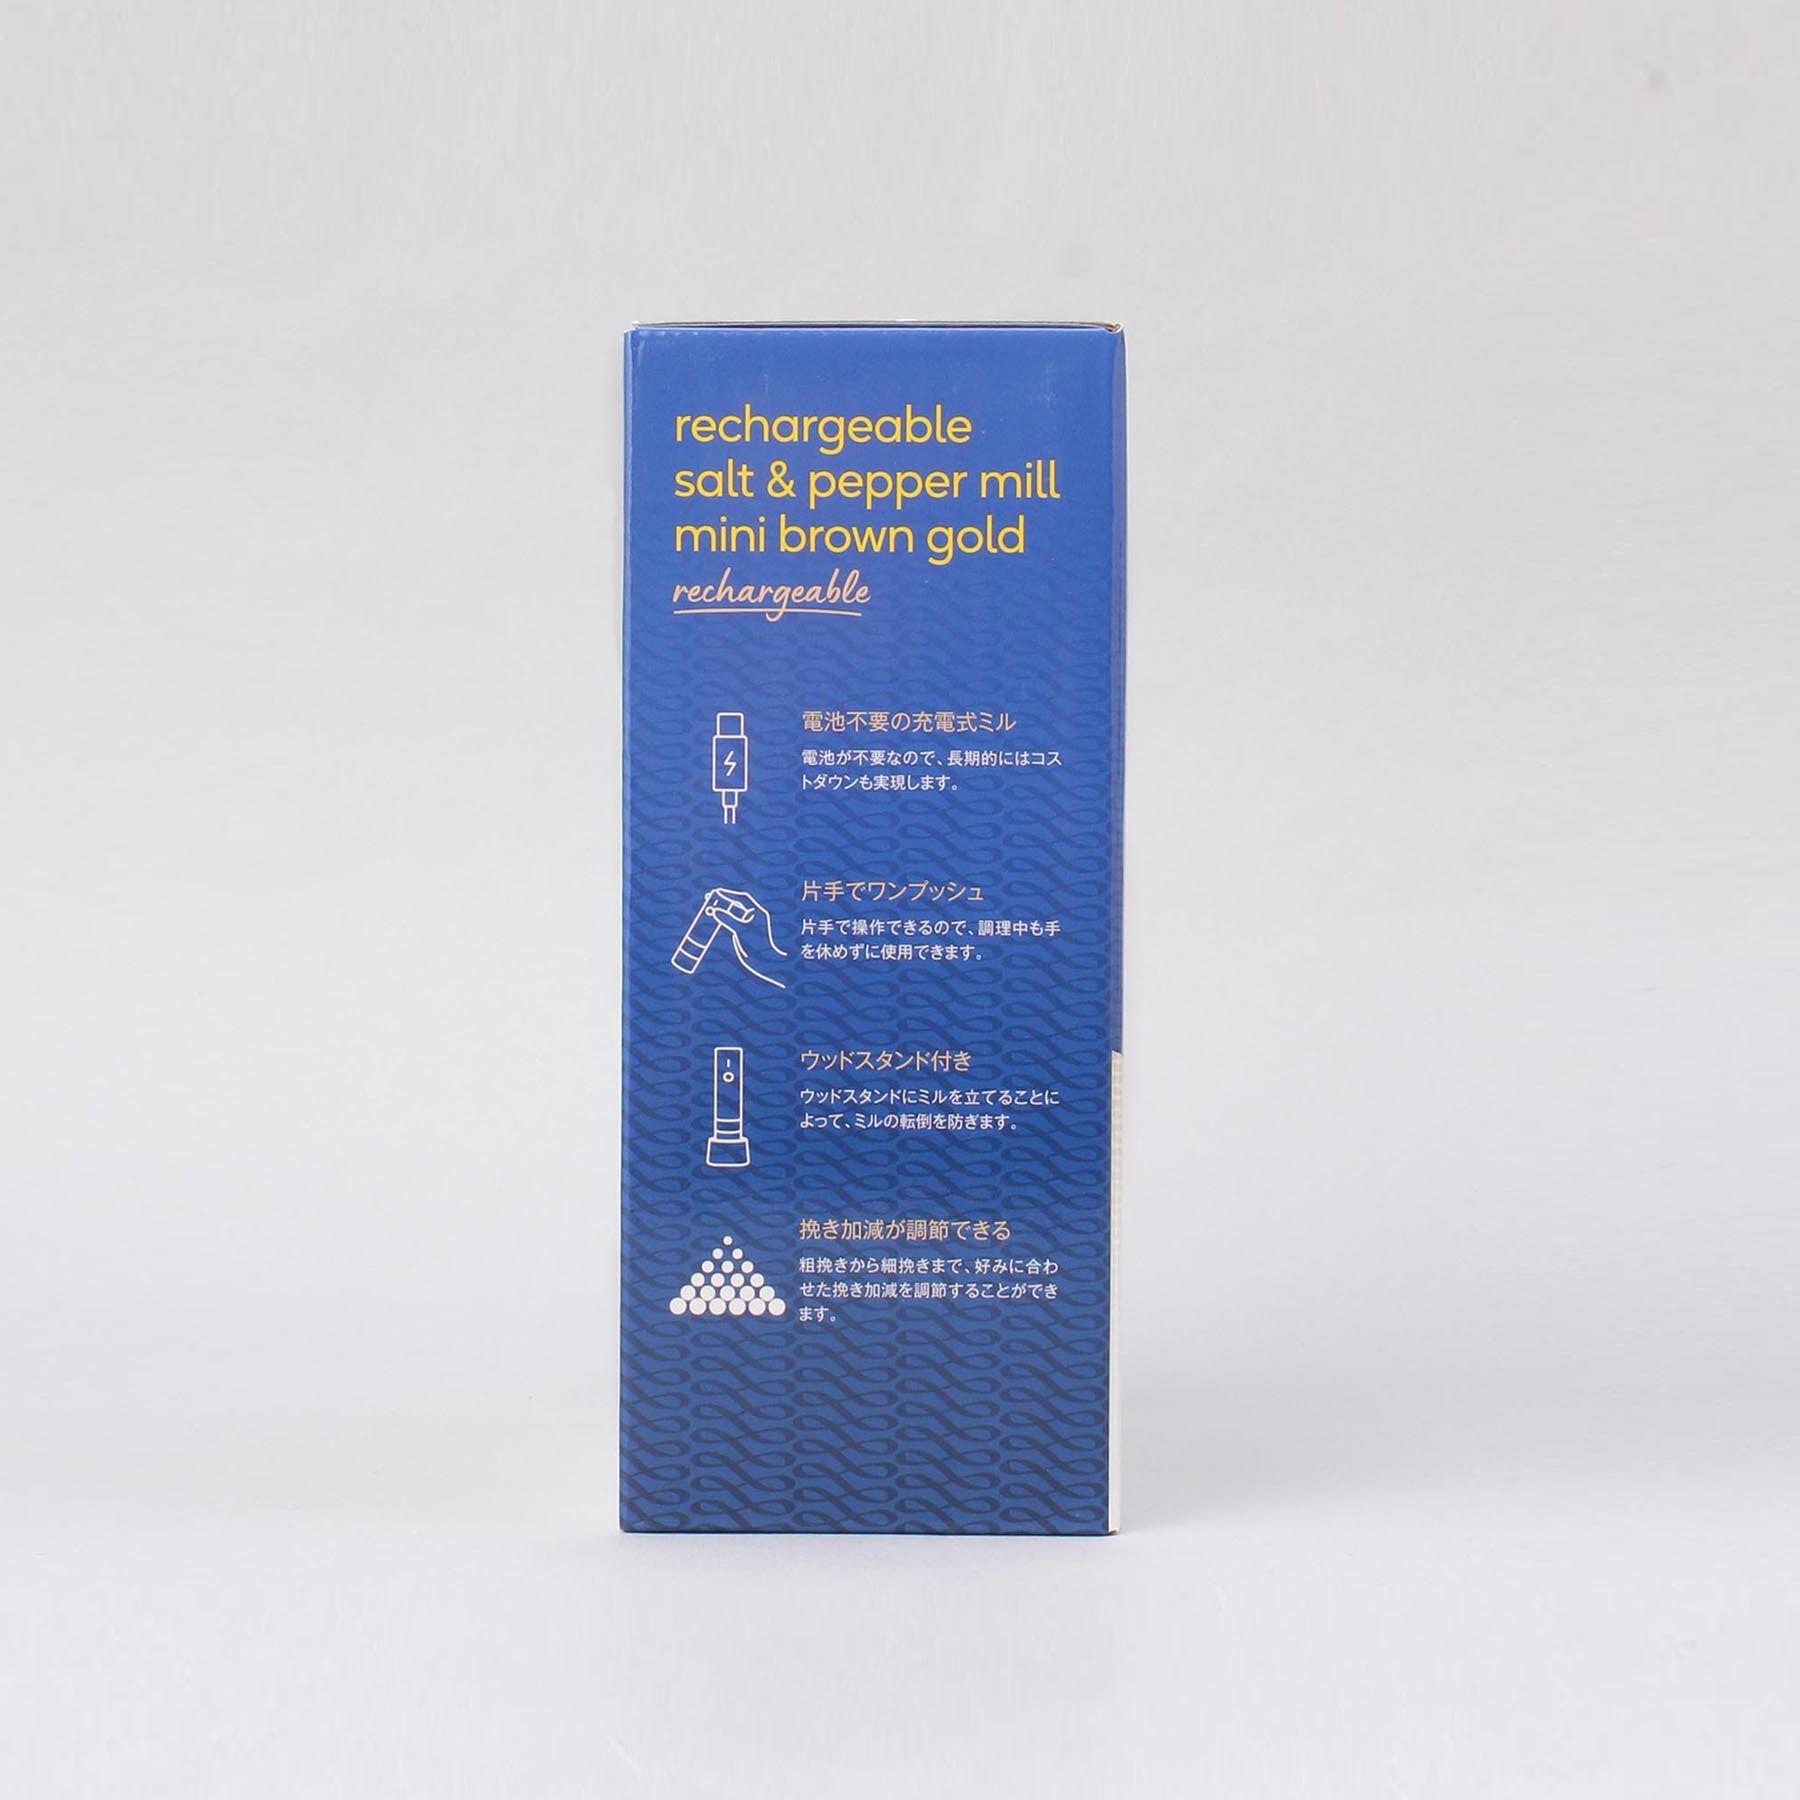 rechargeable
salt & pepper mill
mini brown gold
rechargeable
電池不要の充電式ミル
電池が不要なので、長期的にはコス
トダウンも実現します。
片手でワンプッシュ
片手で操作できるので、調理中も手
を休めずに使用できます。
ウッドスタンド付き
ウッドスタンドにミルを立てることに
よって、ミルの転倒を防ぎます。
挽き加減が調節できる
粗挽きから細挽きまで、好みに合わ
せた挽き加減を調節することができ
ます。